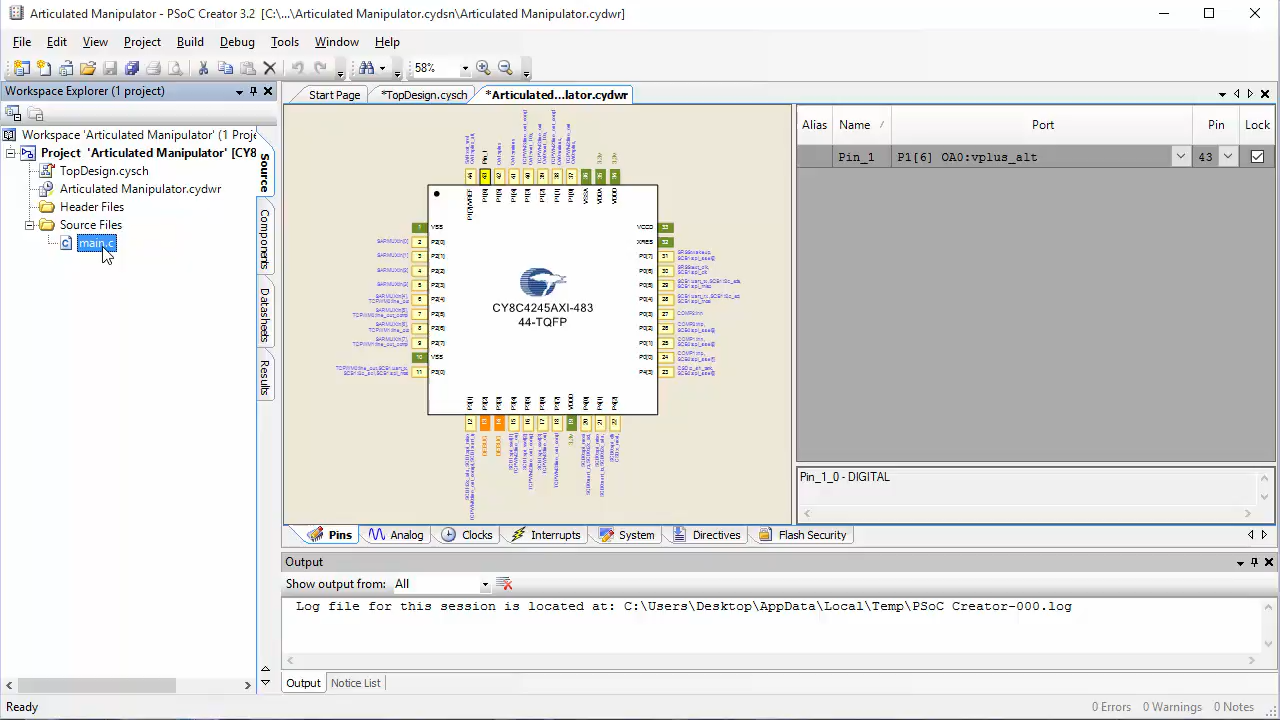 Articulated Manipulator - PSoC Creator 3.2 [C:\...\Articulated Manipulator.cydsn\Articulated Manipulator.cydwr]
File Edit View Project Build Debug Tools Window Help
58%
Workspace Explorer (1 project)
Workspace 'Articulated Manipulator' (1 Proj
Project 'Articulated Manipulator' [CY8
TopDesign.cysch
Articulated Manipulator.cydwr
Header Files
Source Files
main.c
Source
Components
Datasheets
Results
Start Page *TopDesign.cysch *Articulated...lator.cydwr
CY8C4245AXI-483
44-TQFP
Alias Name Port Pin Lock
Pin_1 P1[6] OA0:vplus_alt 43
Pin_1_0 - DIGITAL
Pins Analog Clocks Interrupts System Directives Flash Security
Output
Show output from: All
Log file for this session is located at: C:\Users\Desktop\AppData\Local\Temp\PSoC Creator-000.log
Output Notice List
Ready 0 Errors 0 Warnings 0 Notes